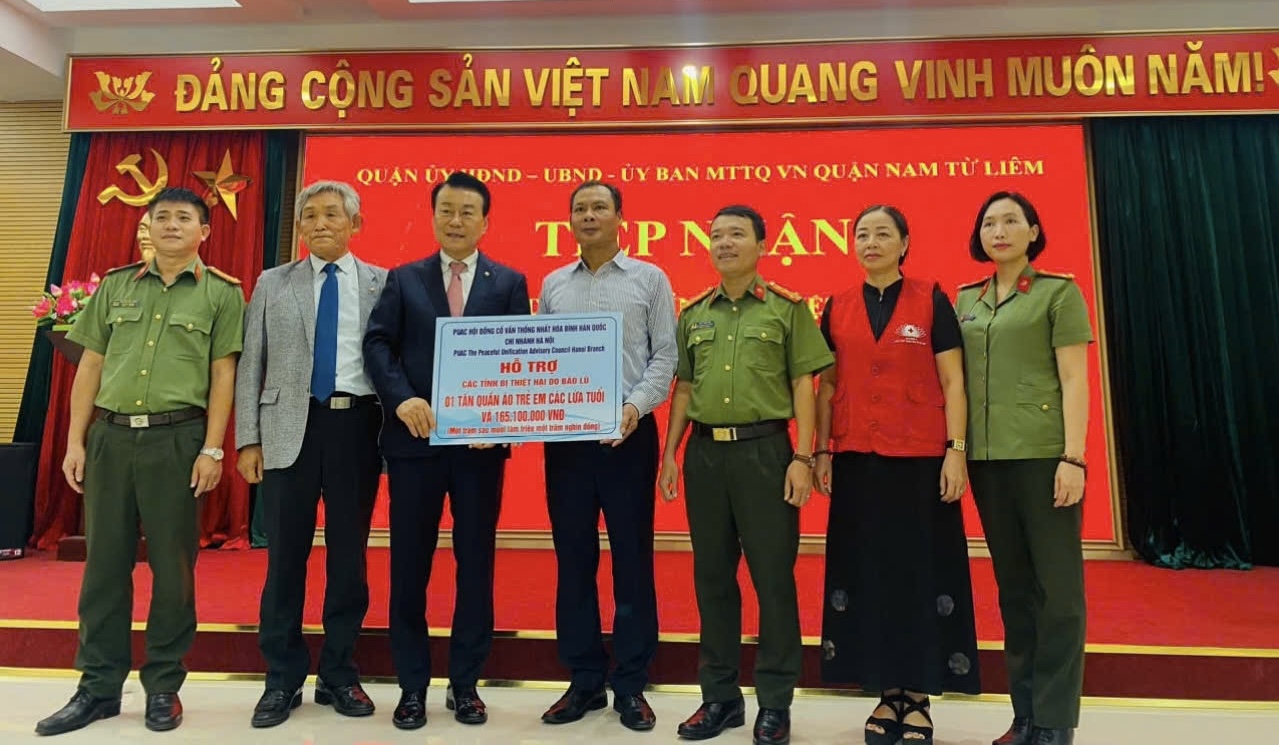 ĐẢNG CỘNG SẢN VIỆT NAM QUANG VINH MUÔN NĂM!
QUẬN ỦY HĐND – UBND - ỦY BAN MTTQ VN QUẬN NAM TỪ LIÊM
TIẾP NHẬN
PUAC HỘI ĐỒNG CỐ VẤN THỐNG NHẤT HÒA BÌNH HÀN QUỐC
CHI NHÁNH HÀ NỘI
PUAC The Peaceful Unification Advisory Council Hanoi Branch
HỖ TRỢ
CÁC TỈNH BỊ THIỆT HẠI DO BÃO LŨ
01 TẤN QUẦN ÁO TRẺ EM CÁC LỨA TUỔI
VÀ 165.100.000 VNĐ
(Một trăm sáu mươi lăm triệu một trăm nghìn đồng)